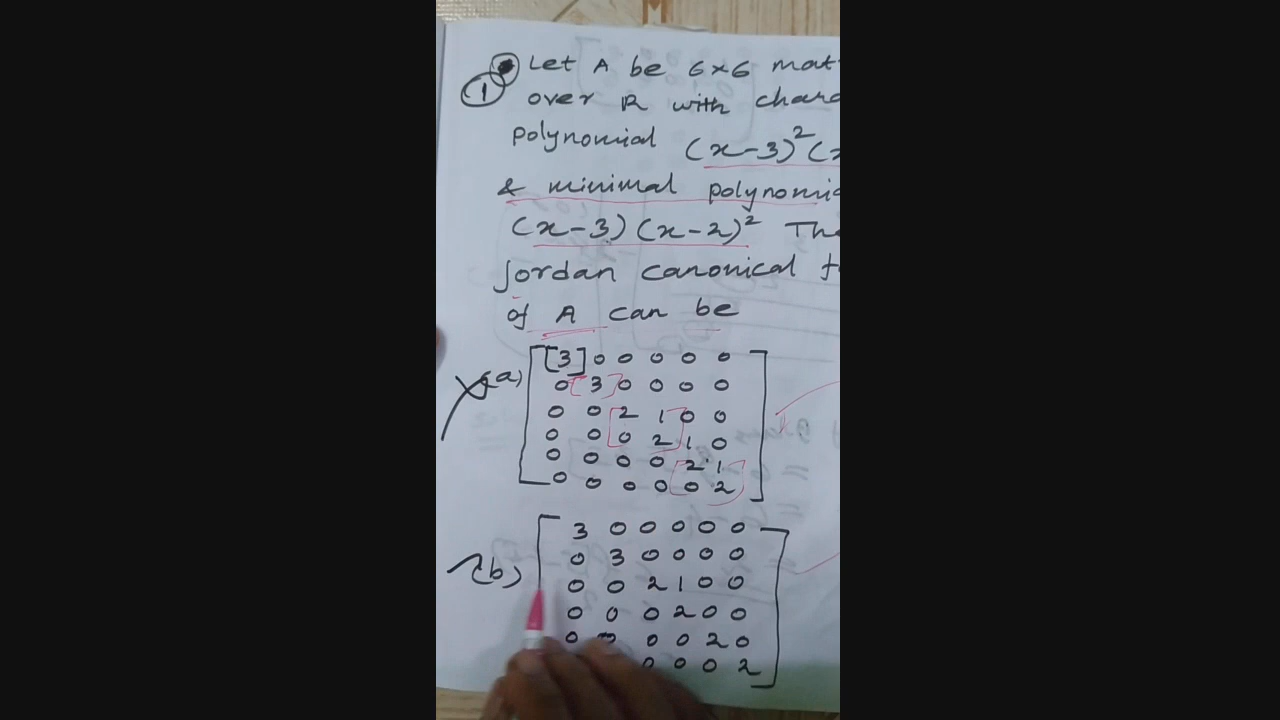 1 Let A be 6×6 mat
over R with charac
polynomial (x-3)²(x
& minimal polynomia
(x-3) (x-2)² The
Jordan canonical f
of A can be
(a) [3] 0 0 0 0 0
0 [3] 0 0 0 0
0 0 2 1 0 0
0 0 0 2 1 0
0 0 0 0 2 1
0 0 0 0 0 2
(b) 3 0 0 0 0 0
0 3 0 0 0 0
0 0 2 1 0 0
0 0 0 2 0 0
0 0 0 0 2 0
0 0 0 2